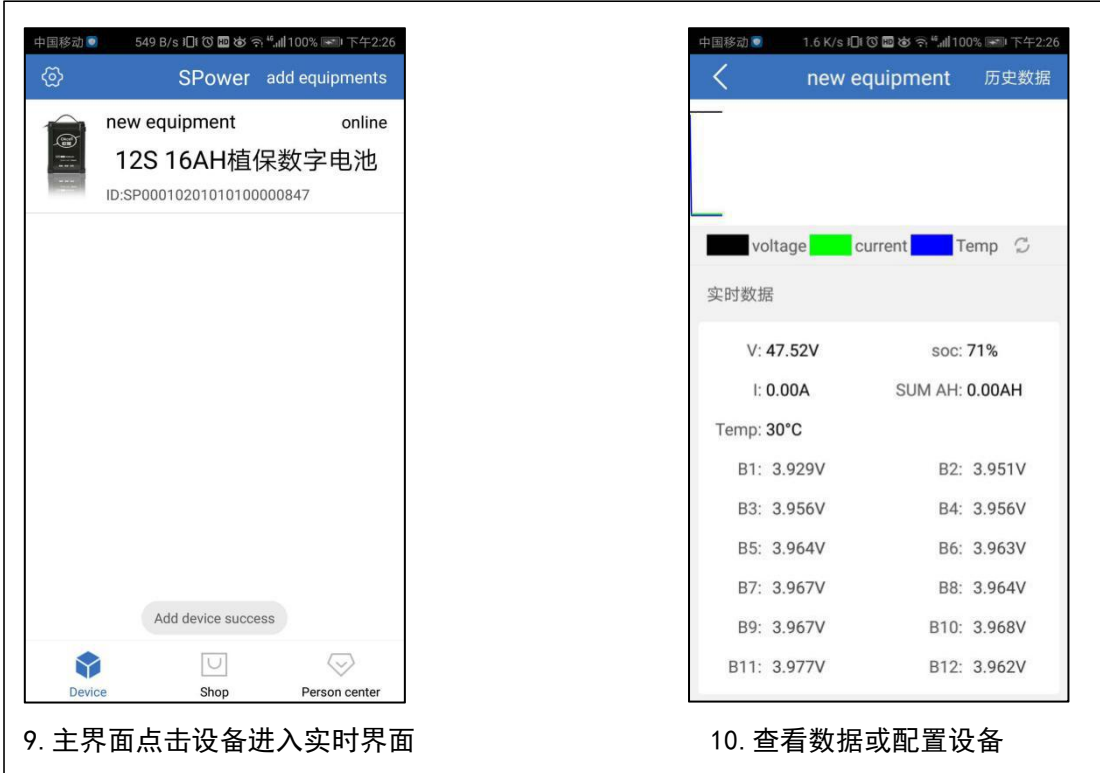 中国移动 549 B/s HD 46 100% 下午2:26
SPower add equipments
new equipment online
12S 16AH植保数字电池
ID:SP00010201010100000847
Add device success
Device Shop Person center
9.主界面点击设备进入实时界面
中国移动 1.6 K/s HD 46 100% 下午2:26
new equipment 历史数据
voltage current Temp
实时数据
V: 47.52V soc: 71%
I: 0.00A SUM AH: 0.00AH
Temp: 30°C
B1: 3.929V B2: 3.951V
B3: 3.956V B4: 3.956V
B5: 3.964V B6: 3.963V
B7: 3.967V B8: 3.964V
B9: 3.967V B10: 3.968V
B11: 3.977V B12: 3.962V
10.查看数据或配置设备